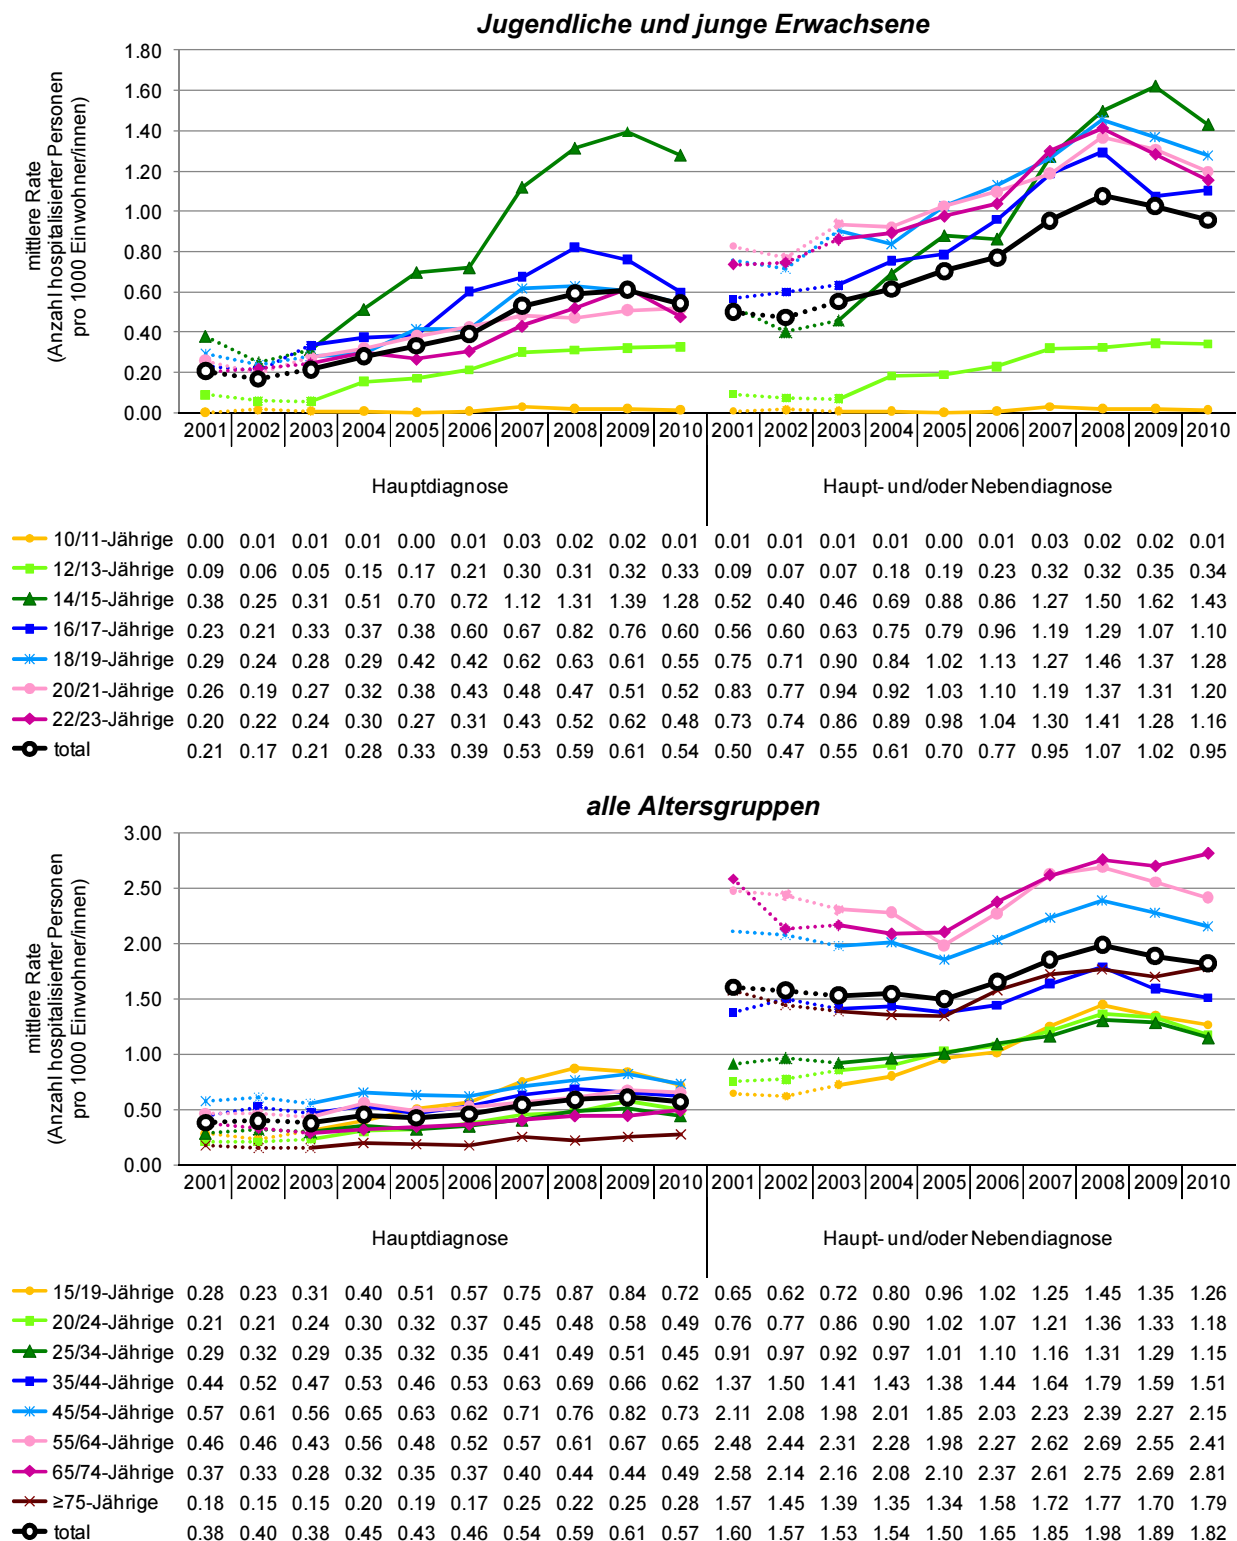 Jugendliche und junge Erwachsene
mittlere Rate
(Anzahl hospitalisierter Personen
pro 1000 Einwohner/innen)
1.80
1.60
1.40
1.20
1.00
0.80
0.60
0.40
0.20
0.00
2001 2002 2003 2004 2005 2006 2007 2008 2009 2010 2001 2002 2003 2004 2005 2006 2007 2008 2009 2010
Hauptdiagnose Haupt- und/oder Nebendiagnose
10/11-Jährige 0.00 0.01 0.01 0.01 0.00 0.01 0.03 0.02 0.02 0.01 0.01 0.01 0.01 0.01 0.00 0.01 0.03 0.02 0.02 0.01
12/13-Jährige 0.09 0.06 0.05 0.15 0.17 0.21 0.30 0.31 0.32 0.33 0.09 0.07 0.07 0.18 0.19 0.23 0.32 0.32 0.35 0.34
14/15-Jährige 0.38 0.25 0.31 0.51 0.70 0.72 1.12 1.31 1.39 1.28 0.52 0.40 0.46 0.69 0.88 0.86 1.27 1.50 1.62 1.43
16/17-Jährige 0.23 0.21 0.33 0.37 0.38 0.60 0.67 0.82 0.76 0.60 0.56 0.60 0.63 0.75 0.79 0.96 1.19 1.29 1.07 1.10
18/19-Jährige 0.29 0.24 0.28 0.29 0.42 0.42 0.62 0.63 0.61 0.55 0.75 0.71 0.90 0.84 1.02 1.13 1.27 1.46 1.37 1.28
20/21-Jährige 0.26 0.19 0.27 0.32 0.38 0.43 0.48 0.47 0.51 0.52 0.83 0.77 0.94 0.92 1.03 1.10 1.19 1.37 1.31 1.20
22/23-Jährige 0.20 0.22 0.24 0.30 0.27 0.31 0.43 0.52 0.62 0.48 0.73 0.74 0.86 0.89 0.98 1.04 1.30 1.41 1.28 1.16
total 0.21 0.17 0.21 0.28 0.33 0.39 0.53 0.59 0.61 0.54 0.50 0.47 0.55 0.61 0.70 0.77 0.95 1.07 1.02 0.95
alle Altersgruppen
mittlere Rate
(Anzahl hospitalisierter Personen
pro 1000 Einwohner/innen)
3.00
2.50
2.00
1.50
1.00
0.50
0.00
2001 2002 2003 2004 2005 2006 2007 2008 2009 2010 2001 2002 2003 2004 2005 2006 2007 2008 2009 2010
Hauptdiagnose Haupt- und/oder Nebendiagnose
15/19-Jährige 0.28 0.23 0.31 0.40 0.51 0.57 0.75 0.87 0.84 0.72 0.65 0.62 0.72 0.80 0.96 1.02 1.25 1.45 1.35 1.26
20/24-Jährige 0.21 0.21 0.24 0.30 0.32 0.37 0.45 0.48 0.58 0.49 0.76 0.77 0.86 0.90 1.02 1.07 1.21 1.36 1.33 1.18
25/34-Jährige 0.29 0.32 0.29 0.35 0.32 0.35 0.41 0.49 0.51 0.45 0.91 0.97 0.92 0.97 1.01 1.10 1.16 1.31 1.29 1.15
35/44-Jährige 0.44 0.52 0.47 0.53 0.46 0.53 0.63 0.69 0.66 0.62 1.37 1.50 1.41 1.43 1.38 1.44 1.64 1.79 1.59 1.51
45/54-Jährige 0.57 0.61 0.56 0.65 0.63 0.62 0.71 0.76 0.82 0.73 2.11 2.08 1.98 2.01 1.85 2.03 2.23 2.39 2.27 2.15
55/64-Jährige 0.46 0.46 0.43 0.56 0.48 0.52 0.57 0.61 0.67 0.65 2.48 2.44 2.31 2.28 1.98 2.27 2.62 2.69 2.55 2.41
65/74-Jährige 0.37 0.33 0.28 0.32 0.35 0.37 0.40 0.44 0.44 0.49 2.58 2.14 2.16 2.08 2.10 2.37 2.61 2.75 2.69 2.81
≥75-Jährige 0.18 0.15 0.15 0.20 0.19 0.17 0.25 0.22 0.25 0.28 1.57 1.45 1.39 1.35 1.34 1.58 1.72 1.77 1.70 1.79
total 0.38 0.40 0.38 0.45 0.43 0.46 0.54 0.59 0.61 0.57 1.60 1.57 1.53 1.54 1.50 1.65 1.85 1.98 1.89 1.82